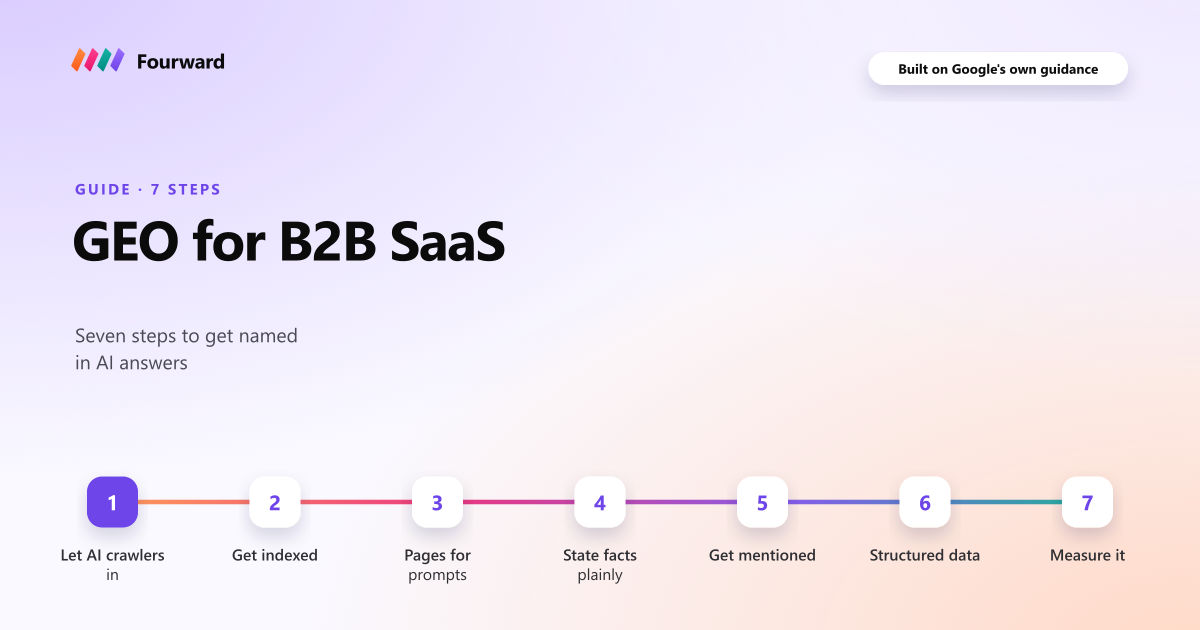 Fourward
Built on Google's own guidance
GUIDE · 7 STEPS
GEO for B2B SaaS
Seven steps to get named
in AI answers
1
2
3
4
5
6
7
Let AI crawlers
in
Get indexed
Pages for
prompts
State facts
plainly
Get mentioned
Structured data
Measure it